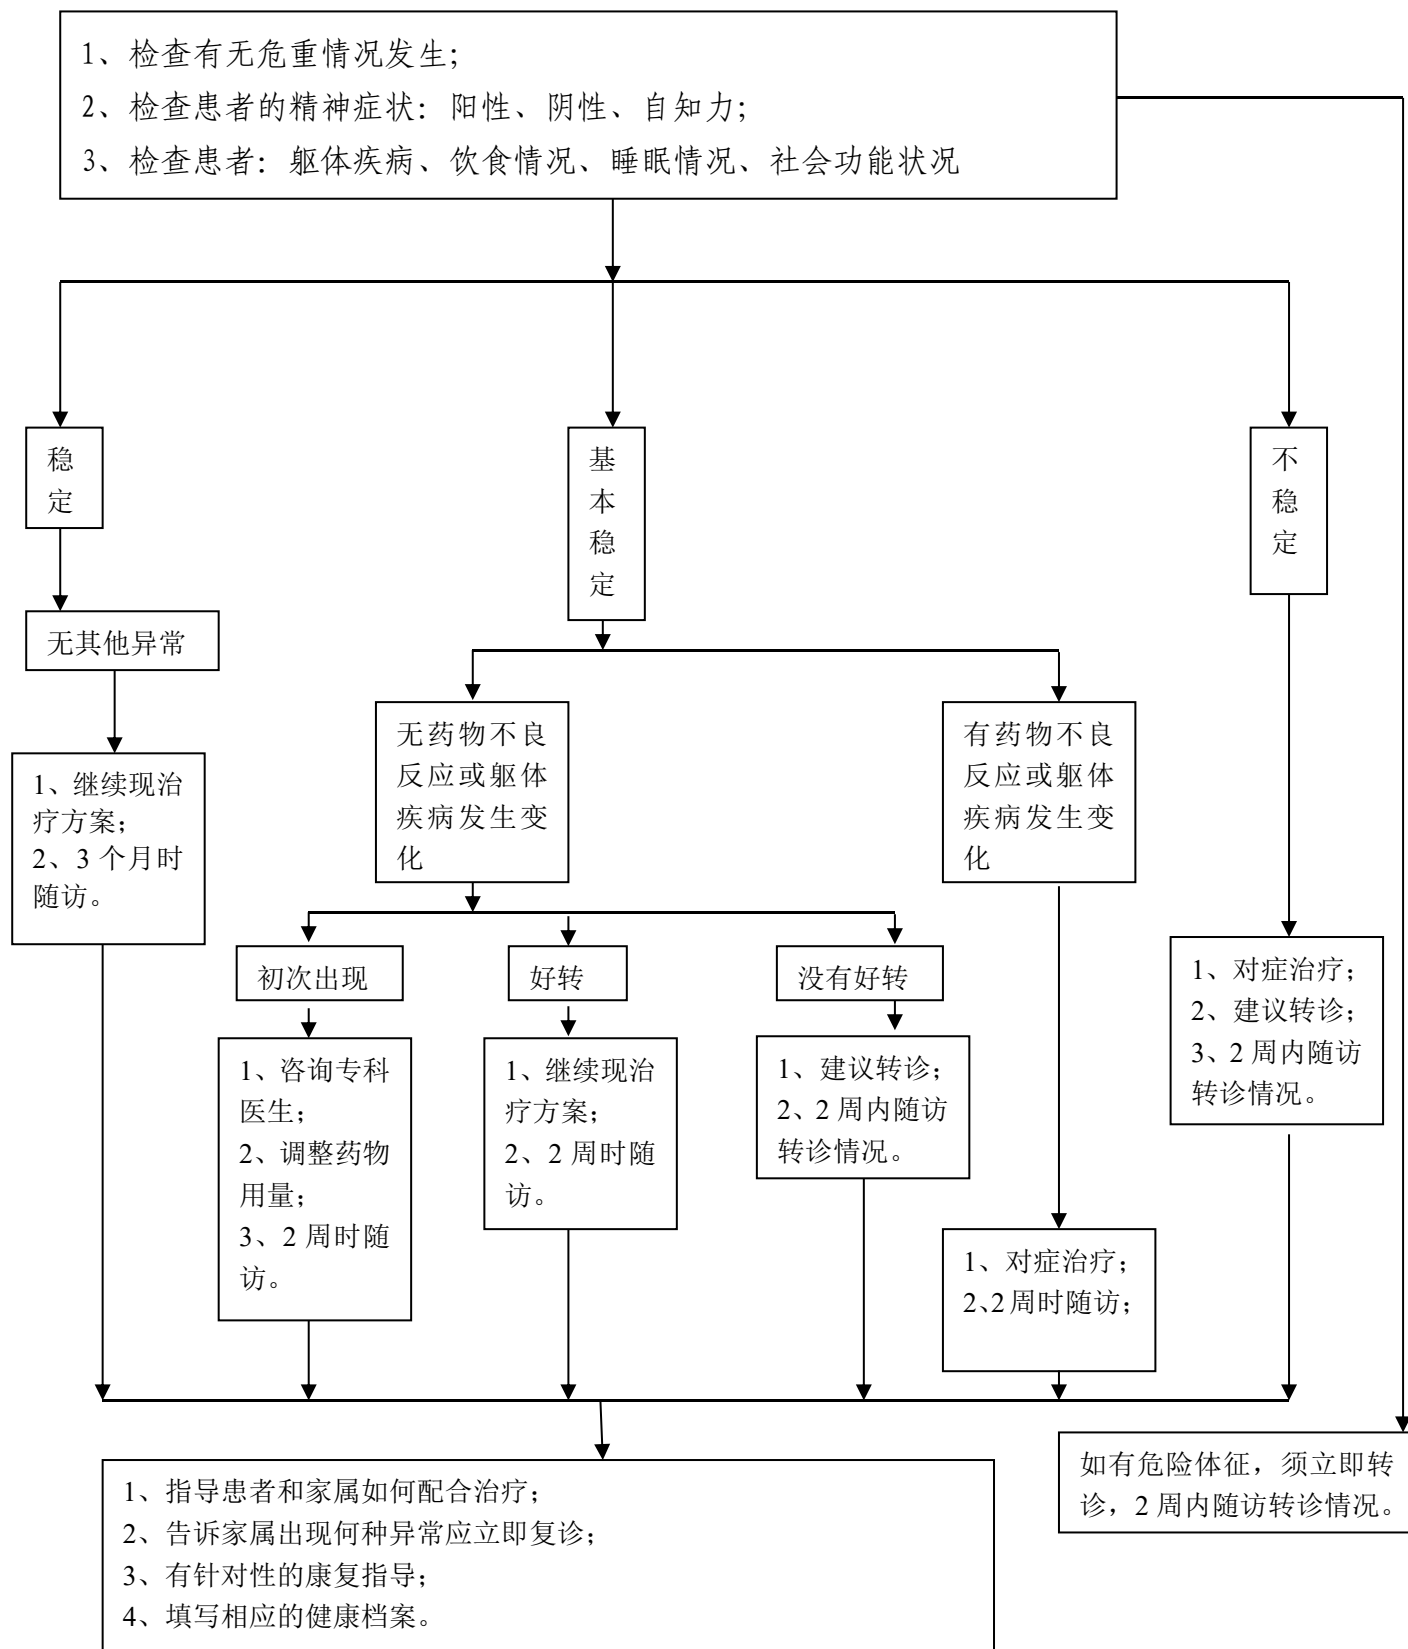 1、检查有无危重情况发生；
2、检查患者的精神症状：阳性、阴性、自知力；
3、检查患者：躯体疾病、饮食情况、睡眠情况、社会功能状况
稳
定
基
本
稳
定
不
稳
定
无其他异常
无药物不良
反应或躯体
疾病发生变
化
有药物不良
反应或躯体
疾病发生变
化
1、继续现治
疗方案；
2、3 个月时
随访。
初次出现
好转
没有好转
1、对症治疗；
2、建议转诊；
3、2 周内随访
转诊情况。
1、咨询专科
医生；
2、调整药物
用量；
3、2 周时随
访。
1、继续现治
疗方案；
2、2 周时随
访。
1、建议转诊；
2、2 周内随访
转诊情况。
1、对症治疗；
2、2 周时随访；
如有危险体征，须立即转
诊，2 周内随访转诊情况。
1、指导患者和家属如何配合治疗；
2、告诉家属出现何种异常应立即复诊；
3、有针对性的康复指导；
4、填写相应的健康档案。